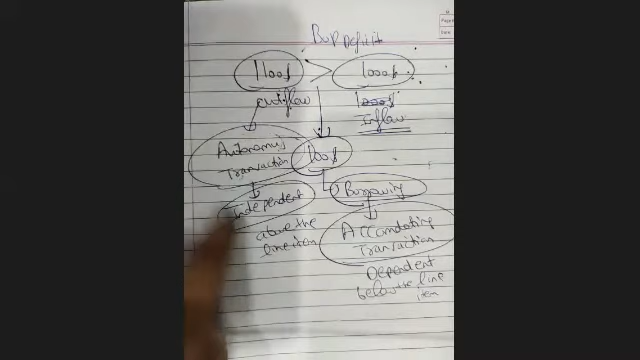 BOP Deficit
1100$ > 1000$
outflow
1000$
Inflow
Autonomous
Transaction
100$
Independent
above the
line item
Borrowing
Accomodating
Transaction
Dependent
below the line
item